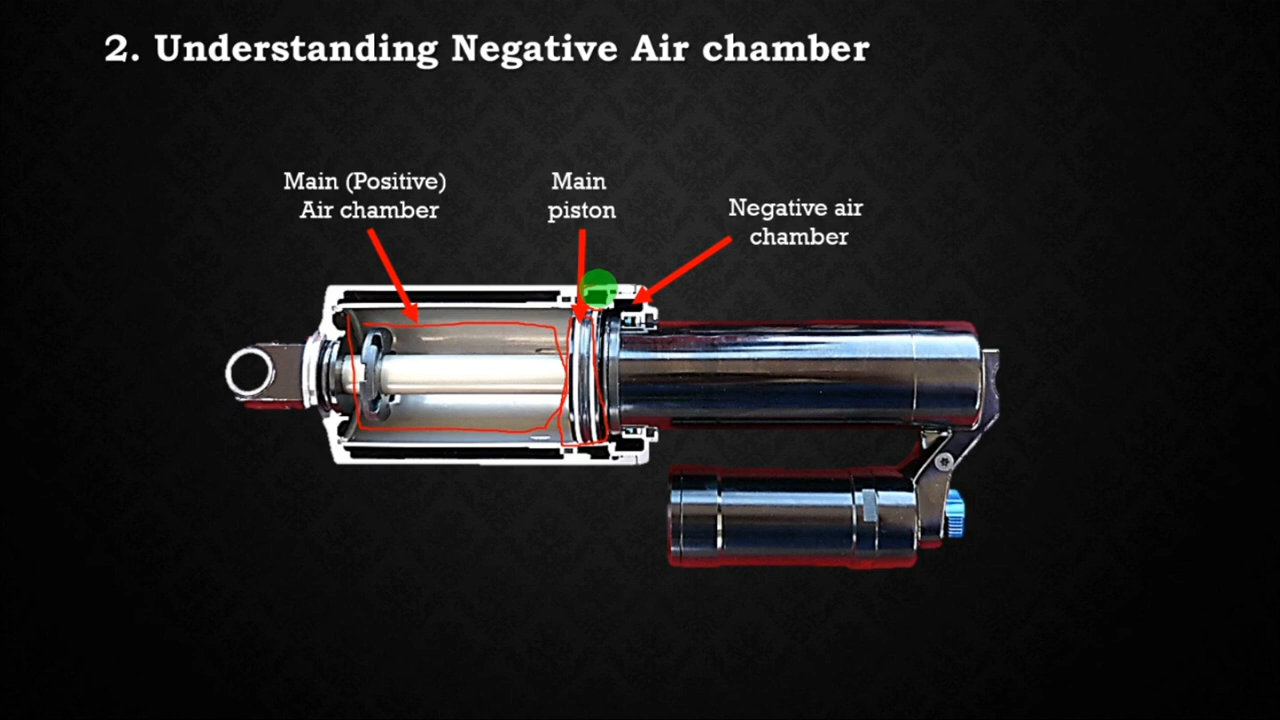 2. Understanding Negative Air chamber
Main (Positive)
Air chamber
Main
piston
Negative air
chamber